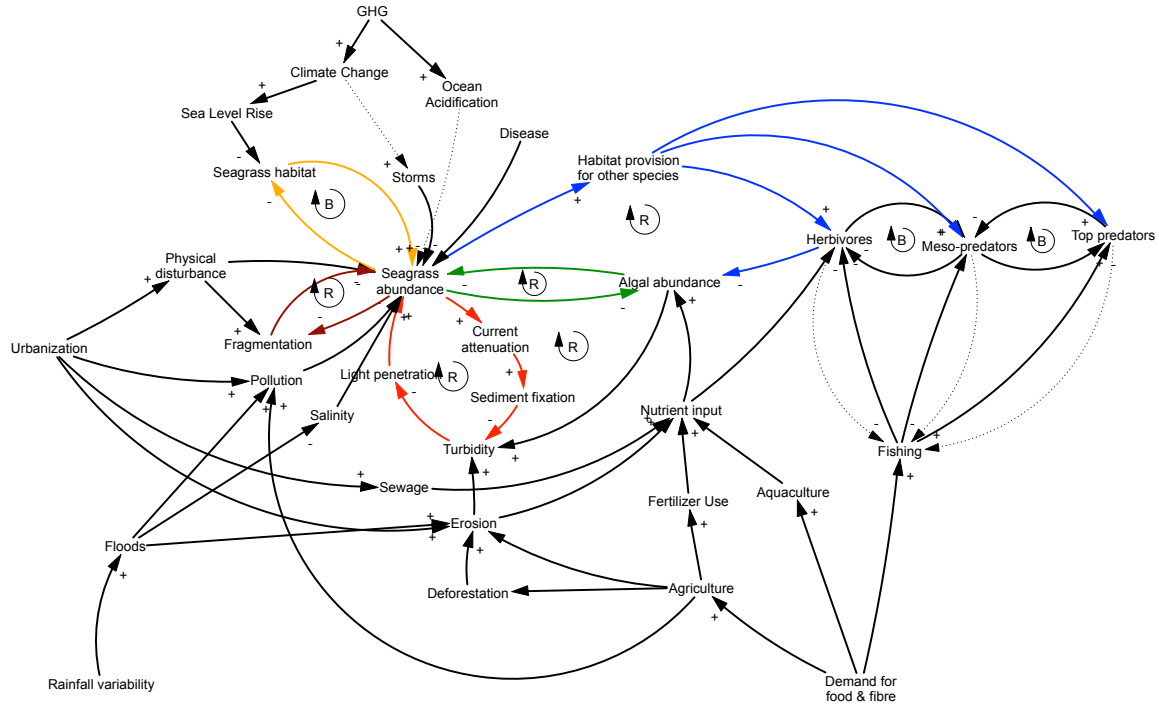 GHG
Climate Change
Ocean
Acidification
Sea Level Rise
Disease
Seagrass habitat
Storms
Habitat provision
for other species
B
R
Herbivores
B
Meso-predators
B
Top predators
Physical
disturbance
Seagrass
abundance
R
R
Algal abundance
Urbanization
Fragmentation
Current
attenuation
R
Pollution
Light penetration
R
Sediment fixation
Salinity
Nutrient input
Turbidity
Fishing
Sewage
Fertilizer Use
Aquaculture
Erosion
Floods
Deforestation
Agriculture
Rainfall variability
Demand for
food & fibre